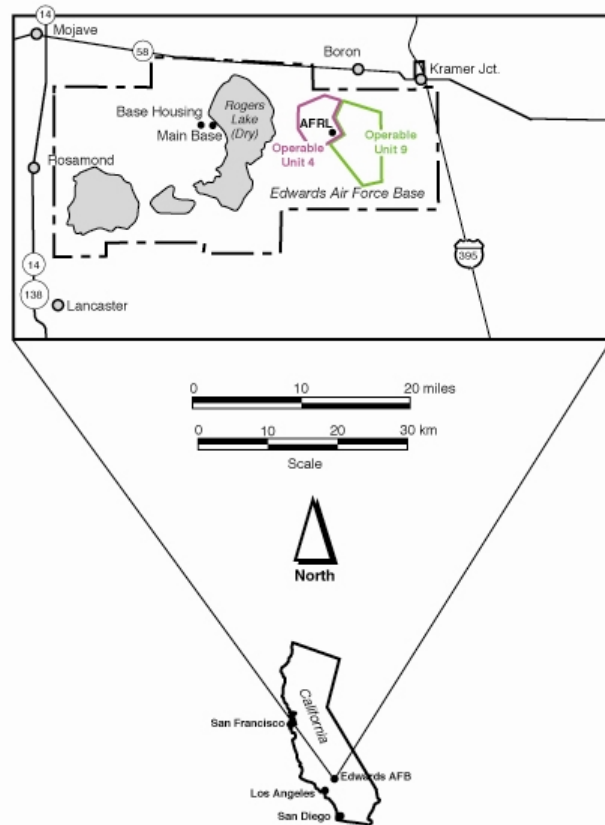 14
Mojave
58
Boron
Kramer Jct.
Base Housing
Main Base
Rogers
Lake
(Dry)
AFRL
Operable
Unit 4
Operable
Unit 9
Rosamond
Edwards Air Force Base
14
138
395
Lancaster
0 10 20 miles
0 10 20 30 km
Scale
North
California
San Francisco
Edwards AFB
Los Angeles
San Diego